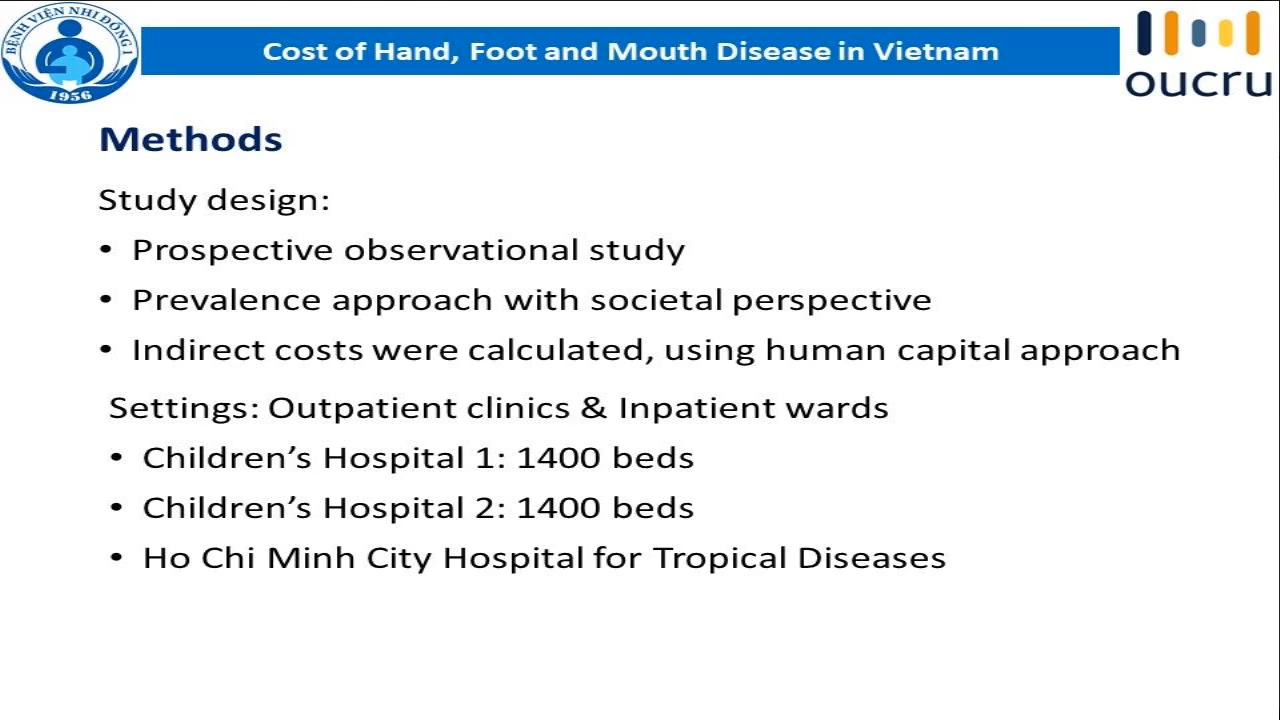 BỆNH VIỆN NHI ĐỒNG 1
1956
Cost of Hand, Foot and Mouth Disease in Vietnam
oucru
Methods
Study design:
• Prospective observational study
• Prevalence approach with societal perspective
• Indirect costs were calculated, using human capital approach
Settings: Outpatient clinics & Inpatient wards
• Children’s Hospital 1: 1400 beds
• Children’s Hospital 2: 1400 beds
• Ho Chi Minh City Hospital for Tropical Diseases